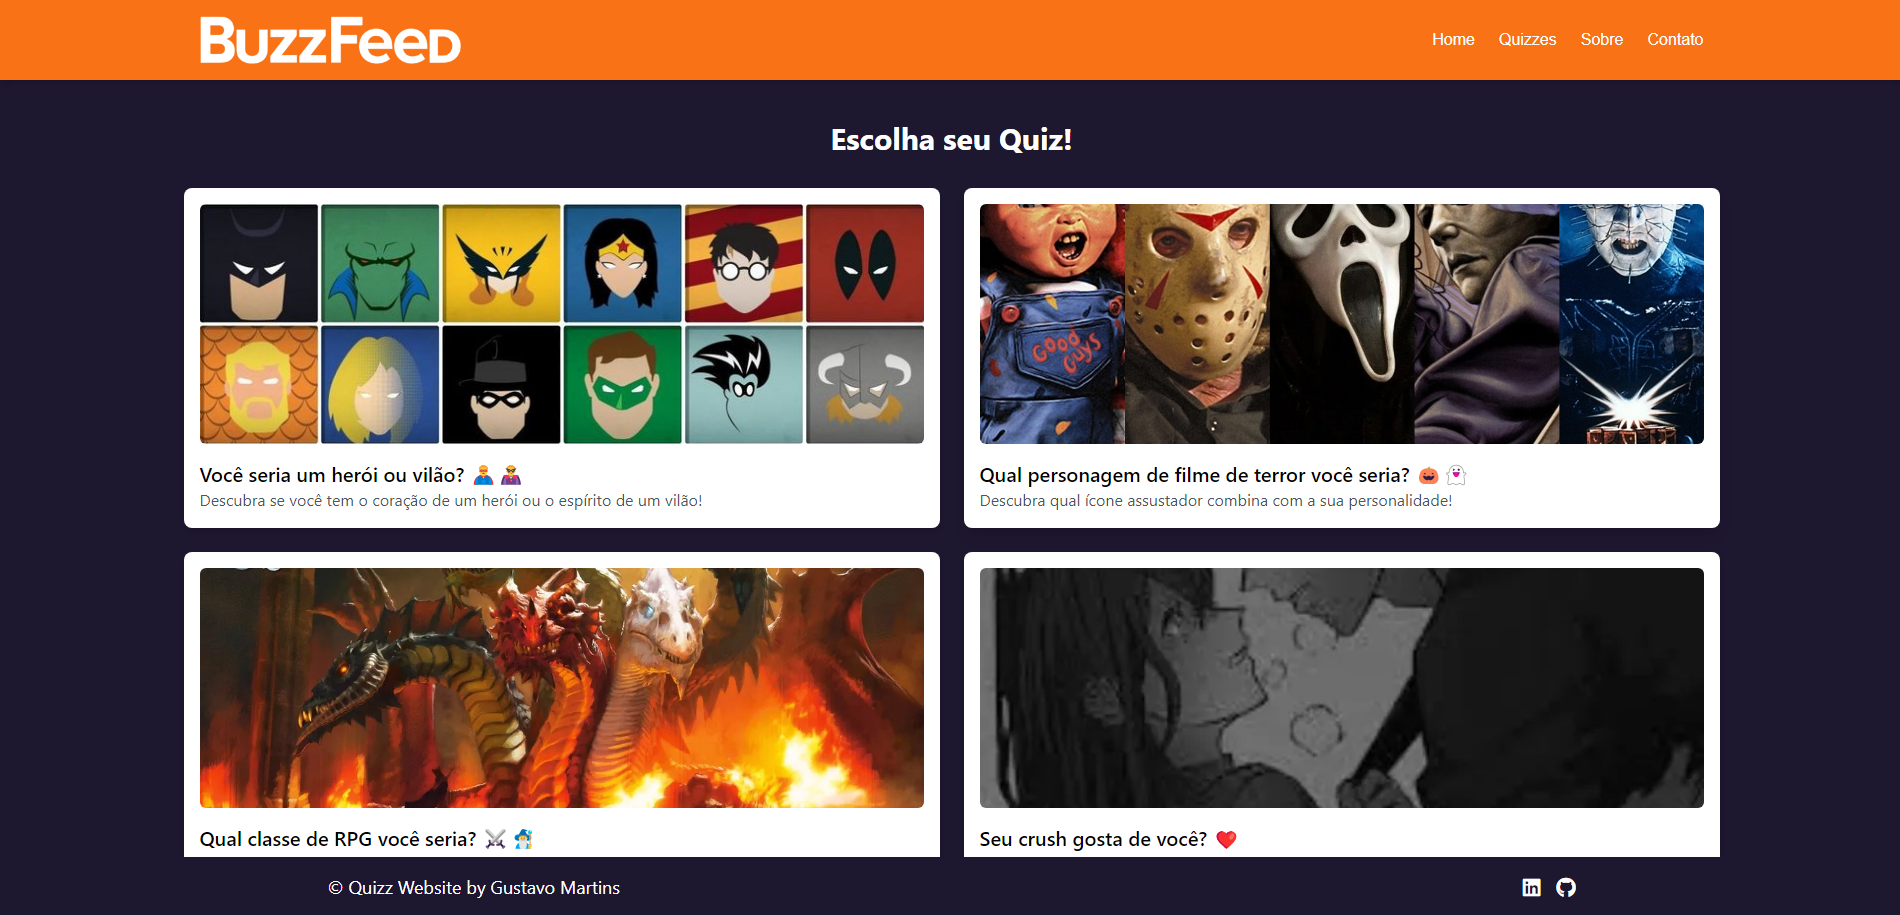 BuzzFeed
Home Quizzes Sobre Contato
Escolha seu Quiz!
GOOD
GUYS
Você seria um herói ou vilão? 🦸‍♂️ 🦹‍♂️
Descubra se você tem o coração de um herói ou o espírito de um vilão!
Qual personagem de filme de terror você seria? 🎃 👻
Descubra qual ícone assustador combina com a sua personalidade!
Qual classe de RPG você seria? ⚔️ 🧙‍♂️
Seu crush gosta de você? ❤️
© Quizz Website by Gustavo Martins
in